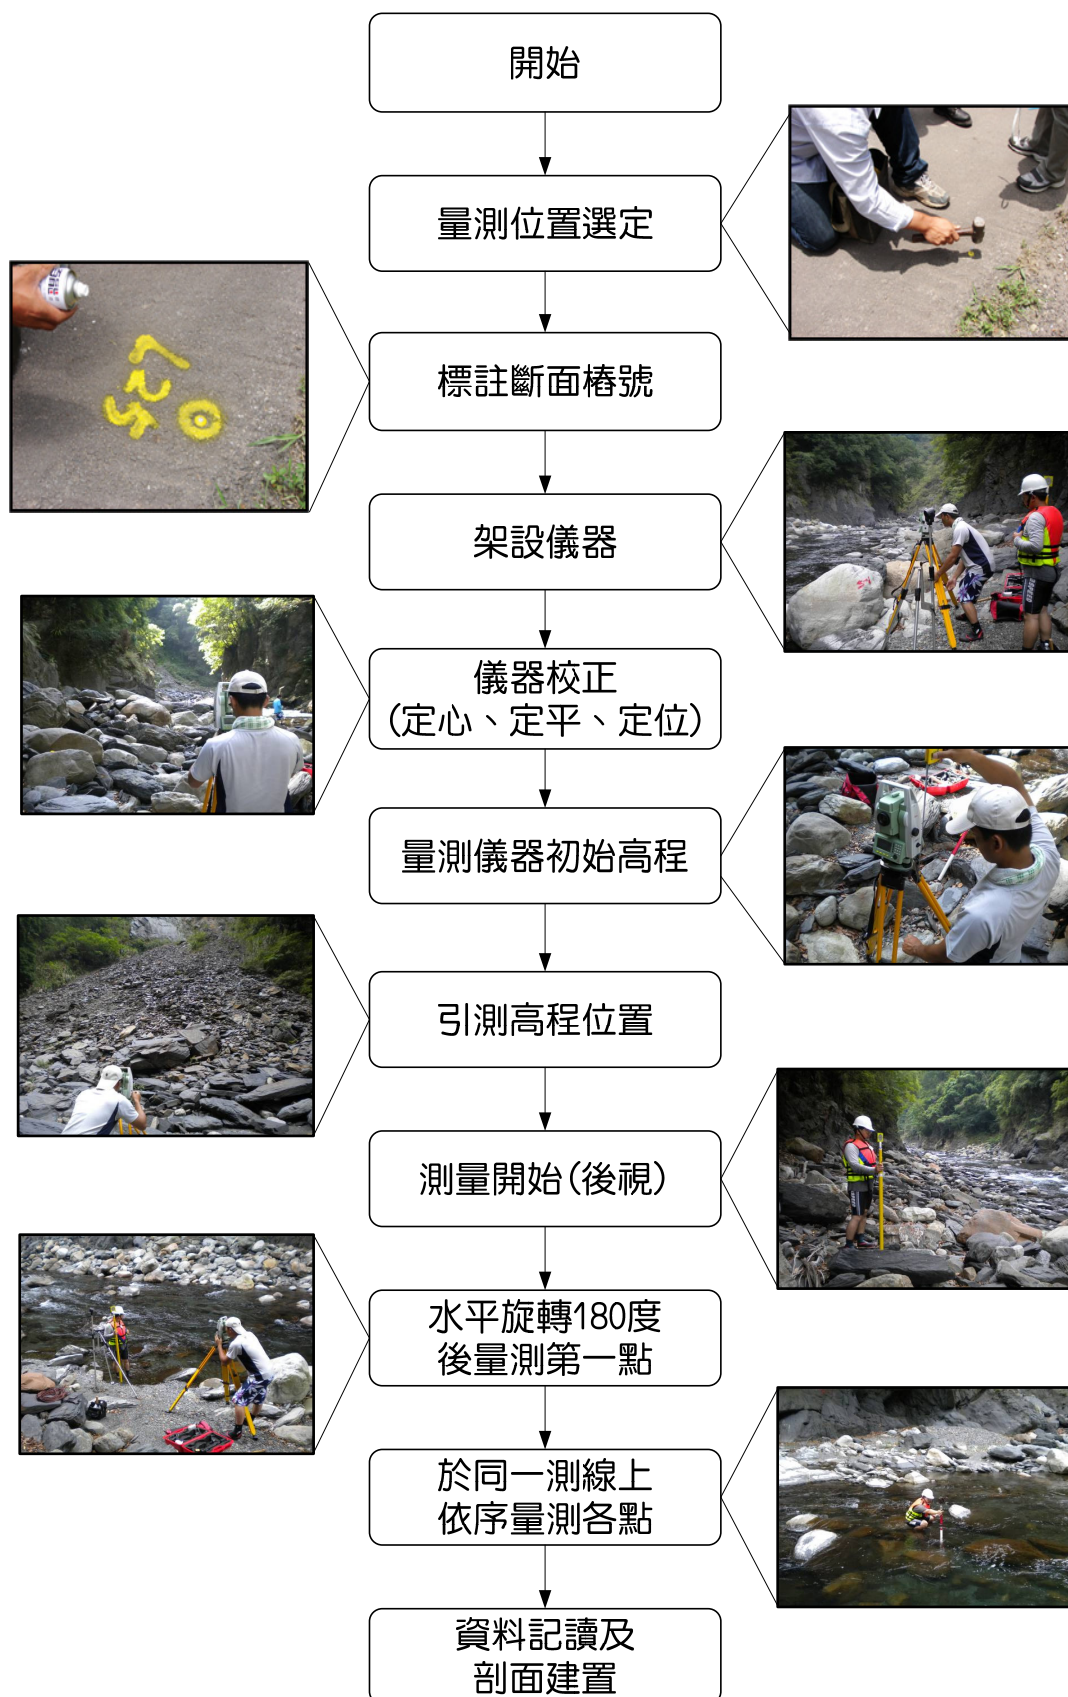 開始
量測位置選定
標註斷面樁號
架設儀器
儀器校正
(定心、定平、定位)
量測儀器初始高程
引測高程位置
測量開始(後視)
水平旋轉180度
後量測第一點
於同一測線上
依序量測各點
資料記讀及
剖面建置